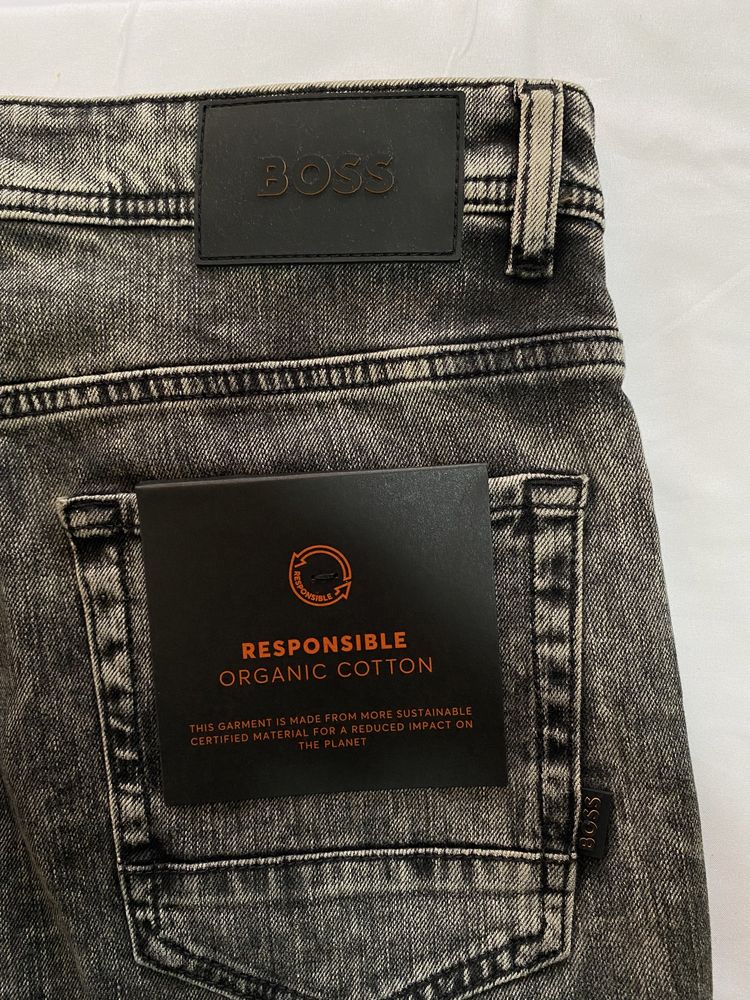 BOSS
RESPONSIBLE
RESPONSIBLE
ORGANIC COTTON
THIS GARMENT IS MADE FROM MORE SUSTAINABLE
CERTIFIED MATERIAL FOR A REDUCED IMPACT ON
THE PLANET
BOSS